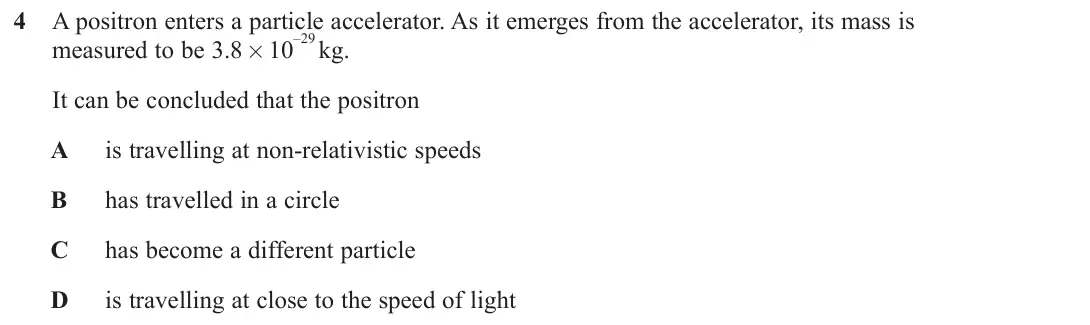 4 A positron enters a particle accelerator. As it emerges from the accelerator, its mass is
measured to be 3.8 × 10⁻²⁹ kg.
It can be concluded that the positron
A is travelling at non-relativistic speeds
B has travelled in a circle
C has become a different particle
D is travelling at close to the speed of light